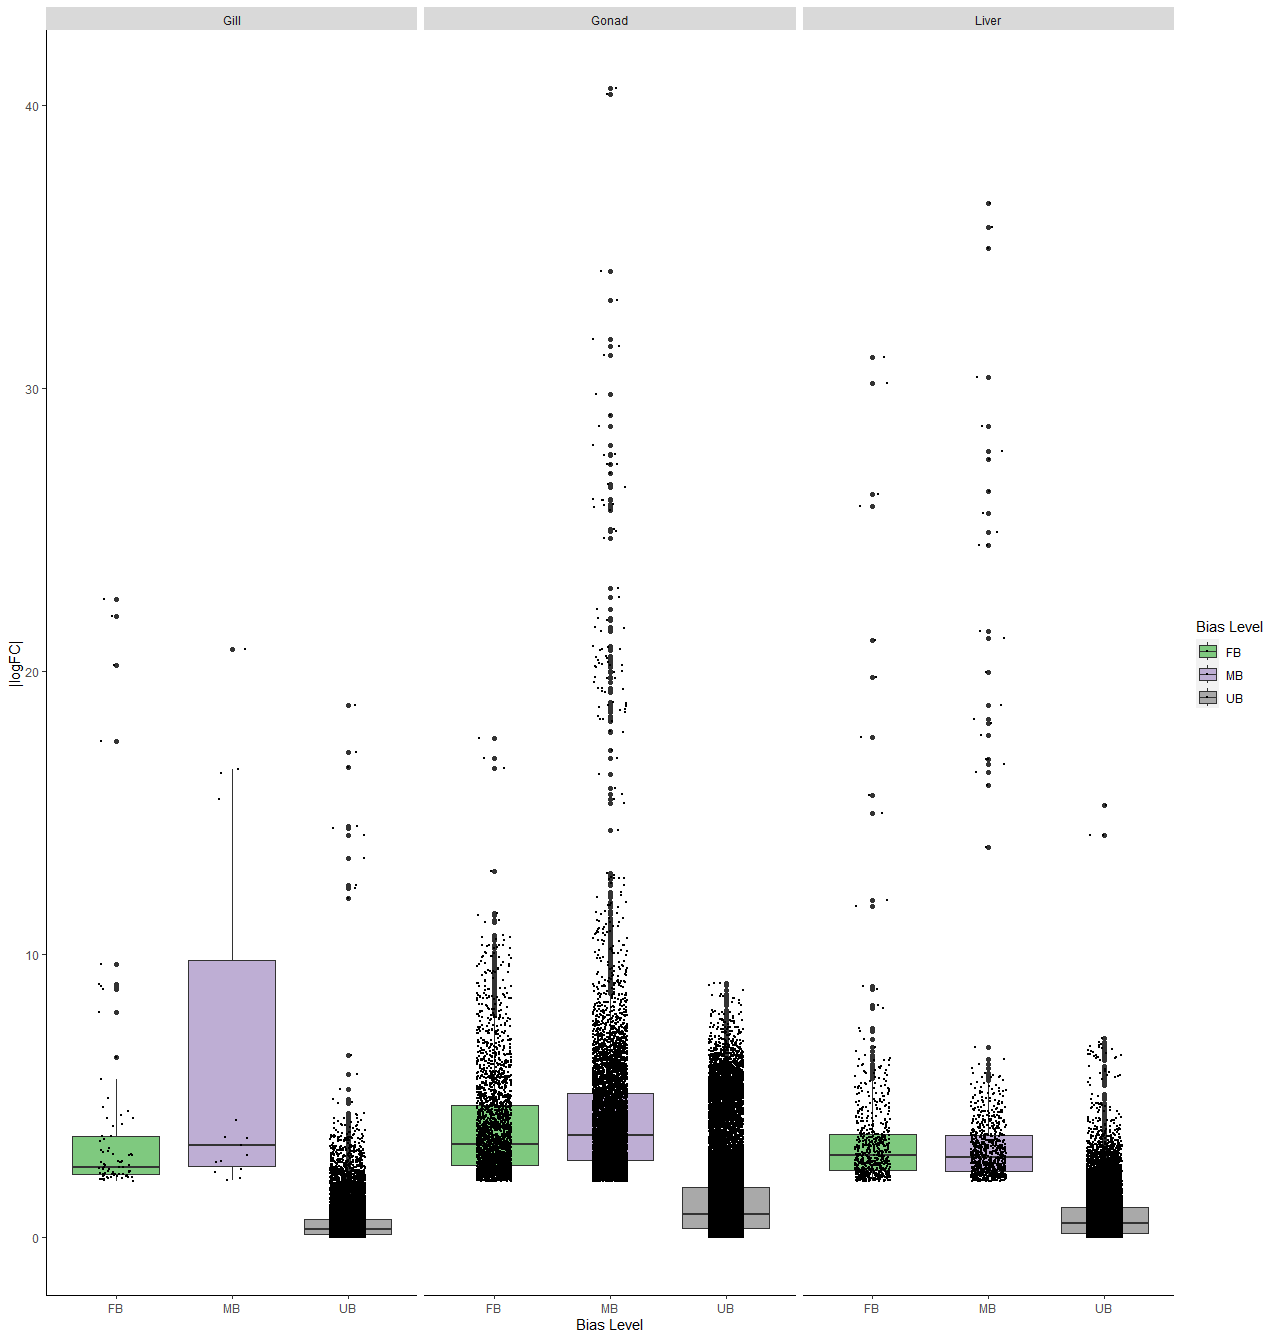 Gill Gonad Liver
40
30
20
10
0
|logFC|
FB MB UB FB MB UB FB MB UB
Bias Level
Bias Level
FB
MB
UB